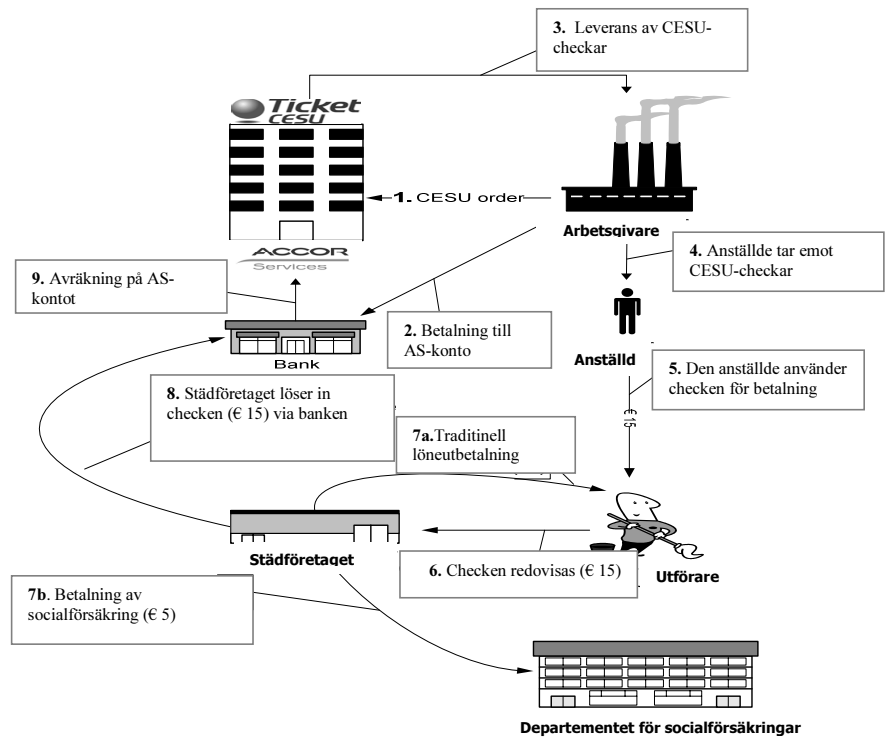 3. Leverans av CESU-
checkar
Ticket
CESU
1. CESU order
Arbetsgivare
ACCOR
Services
4. Anställde tar emot
CESU-checkar
9. Avräkning på AS-
kontot
2. Betalning till
AS-konto
Bank
Anställd
5. Den anställde använder
checken för betalning
8. Städföretaget löser in
checken (€ 15) via banken
€ 15
7a.Traditinell
löneutbetalning
Städföretaget
6. Checken redovisas (€ 15)
Utförare
7b. Betalning av
socialförsäkring (€ 5)
Departementet för socialförsäkringar